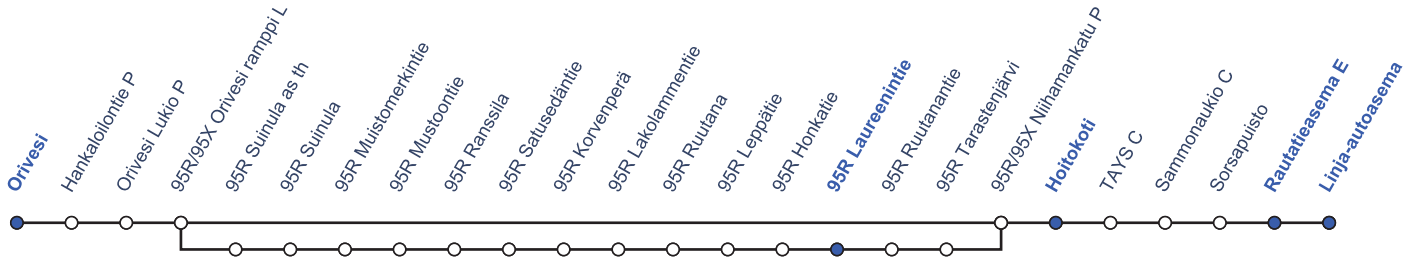 Orivesi
Hankaloilontie P
Orivesi Lukio P
95R/95X Orivesi ramppi L
95R Suinula as th
95R Suinula
95R Muistomerkintie
95R Mustoontie
95R Ranssila
95R Satusedäntie
95R Korvenperä
95R Lakolammentie
95R Ruutana
95R Leppätie
95R Honkatie
95R Laureenintie
95R Ruutanantie
95R Tarastenjärvi
95R/95X Niihamankatu P
Hoitokoti
TAYS C
Sammonaukio C
Sorsapuisto
Rautatieasema E
Linja-autoasema